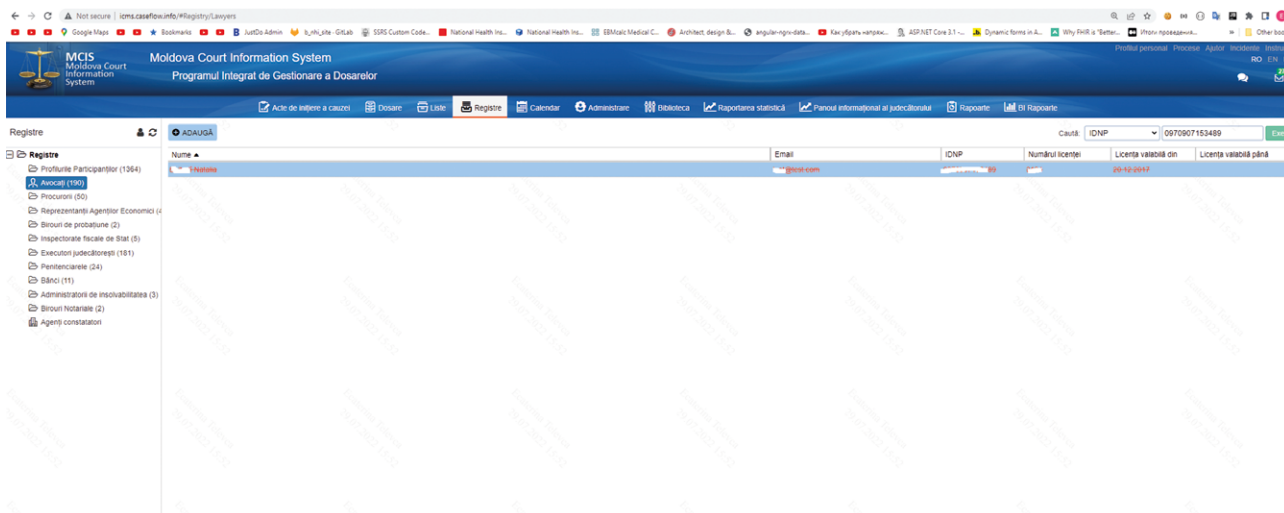 Not secure | icms.caseflow.info/#Registry/Lawyers
Google Maps Bookmarks JustDo Admin b_nhi_site · GitLab SSRS Custom Code... National Health Ins... National Health Ins... EBMcalc Medical C... Architect, design &... angular-ngrx-data... Как убрать напряж... ASP.NET Core 3.1 -... Dynamic forms in A... Why FHIR is "Better... Итоги проведения... »
MCIS
Moldova Court
Information
System
Moldova Court Information System
Programul Integrat de Gestionare a Dosarelor
Profilul personal Procese Ajutor Incidente
RO EN
Acte de inițiere a cauzei Dosare Liste Registre Calendar Administrare Biblioteca Raportarea statistică Panoul informațional al judecătorului Rapoarte BI Rapoarte
Registre
ADAUGĂ
Caută: IDNP 0970907153489
Registre
Nume Email IDNP Numărul licenței Licența valabilă din Licența valabilă până
Natalia @test.com 89 20.12.2017
Profilurile Participanților (1364)
Avocați (190)
Procurorii (50)
Reprezentanții Agenților Economici (4
Birouri de probațiune (2)
Inspectorate fiscale de Stat (5)
Executori judecătorești (181)
Penitenciarele (24)
Bănci (11)
Administratorii de insolvabilitatea (3)
Birouri Notariale (2)
Agenți constatatori